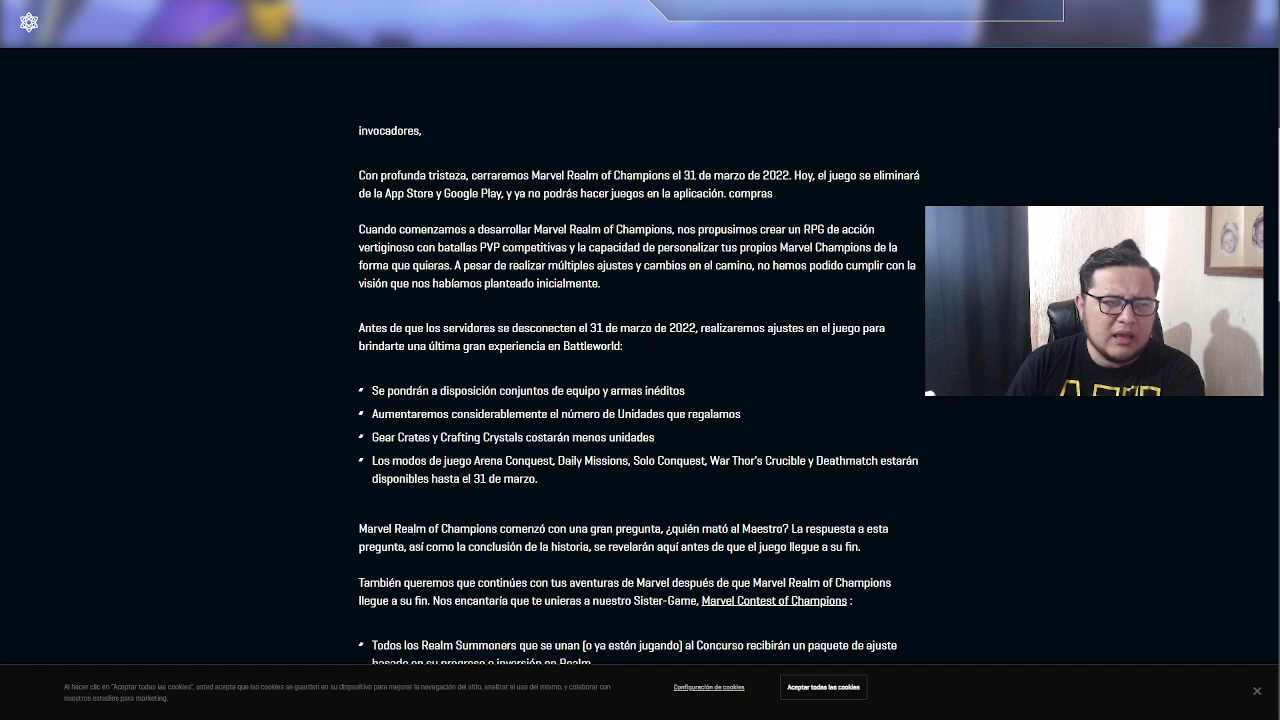 invocadores,
Con profunda tristeza, cerraremos Marvel Realm of Champions el 31 de marzo de 2022. Hoy, el juego se eliminará
de la App Store y Google Play, y ya no podrás hacer juegos en la aplicación. compras
Cuando comenzamos a desarrollar Marvel Realm of Champions, nos propusimos crear un RPG de acción
vertiginoso con batallas PVP competitivas y la capacidad de personalizar tus propios Marvel Champions de la
forma que quieras. A pesar de realizar múltiples ajustes y cambios en el camino, no hemos podido cumplir con la
visión que nos habíamos planteado inicialmente.
Antes de que los servidores se desconecten el 31 de marzo de 2022, realizaremos ajustes en el juego para
brindarte una última gran experiencia en Battleworld:
Se pondrán a disposición conjuntos de equipo y armas inéditos
Aumentaremos considerablemente el número de Unidades que regalamos
Gear Crates y Crafting Crystals costarán menos unidades
Los modos de juego Arena Conquest, Daily Missions, Solo Conquest, War Thor's Crucible y Deathmatch estarán
disponibles hasta el 31 de marzo.
Marvel Realm of Champions comenzó con una gran pregunta, ¿quién mató al Maestro? La respuesta a esta
pregunta, así como la conclusión de la historia, se revelarán aquí antes de que el juego llegue a su fin.
También queremos que continúes con tus aventuras de Marvel después de que Marvel Realm of Champions
llegue a su fin. Nos encantaría que te unieras a nuestro Sister-Game, Marvel Contest of Champions :
Todos los Realm Summoners que se unan (o ya estén jugando) al Concurso recibirán un paquete de ajuste
basado en su progreso e inversión en Realm.
Al hacer clic en "Aceptar todas las cookies", usted acepta que las cookies se guarden en su dispositivo para mejorar la navegación del sitio, analizar el uso del mismo, y colaborar con
nuestros estudios para marketing.
Configuración de cookies
Aceptar todas las cookies